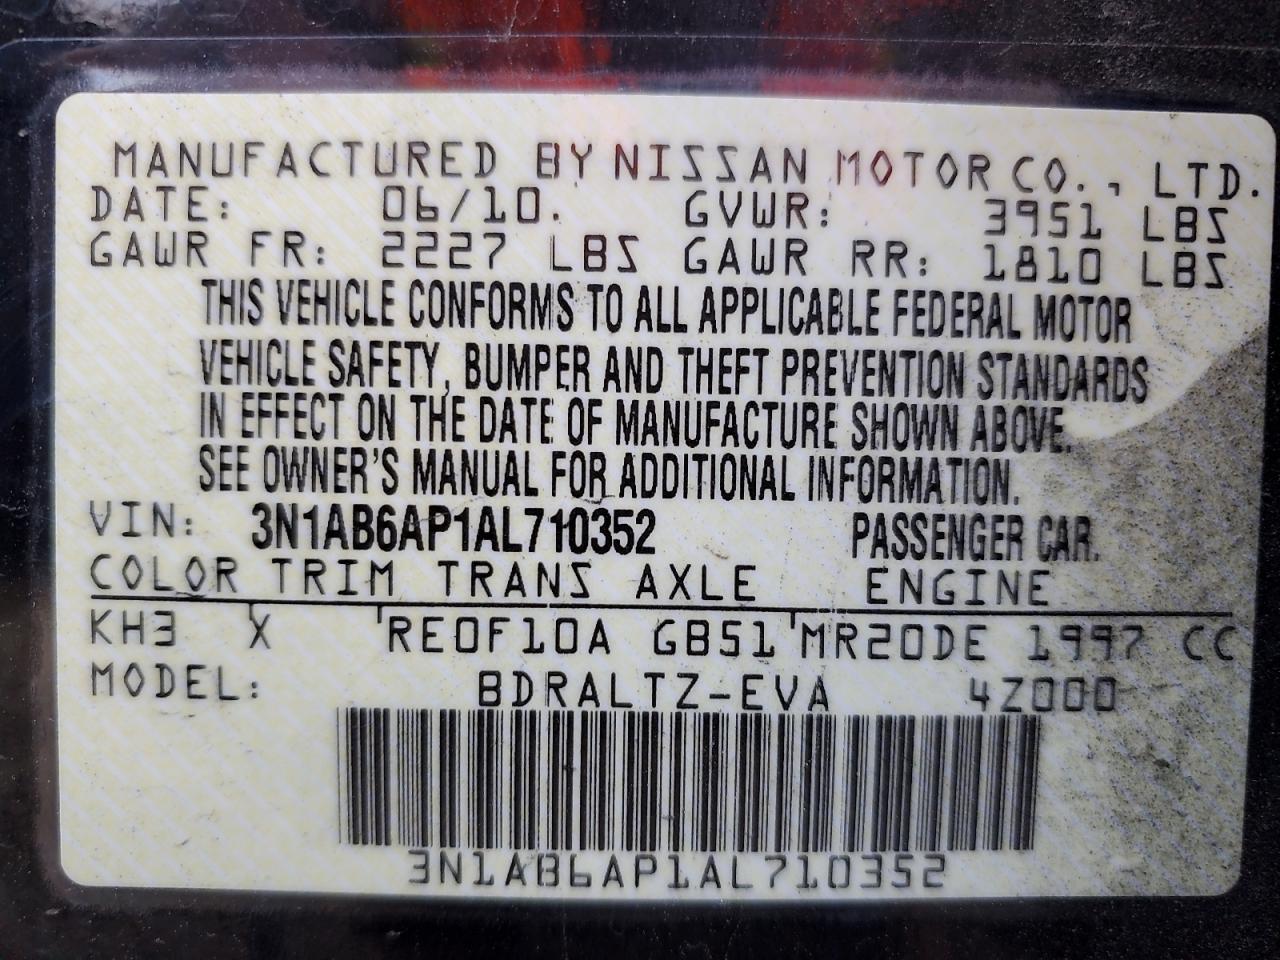 MANUFACTURED BY NISSAN MOTOR CO., LTD.
DATE: 06/10. GVWR: 3951 LBS
GAWR FR: 2227 LBS GAWR RR: 1810 LBS
THIS VEHICLE CONFORMS TO ALL APPLICABLE FEDERAL MOTOR
VEHICLE SAFETY, BUMPER AND THEFT PREVENTION STANDARDS
IN EFFECT ON THE DATE OF MANUFACTURE SHOWN ABOVE.
SEE OWNER'S MANUAL FOR ADDITIONAL INFORMATION.
VIN: 3N1AB6AP1AL710352 PASSENGER CAR.
COLOR TRIM TRANS AXLE ENGINE
KH3 X RE0F10A GB51 MR20DE 1997 CC
MODEL: BDRALTZ-EVA 4Z000
3N1AB6AP1AL710352